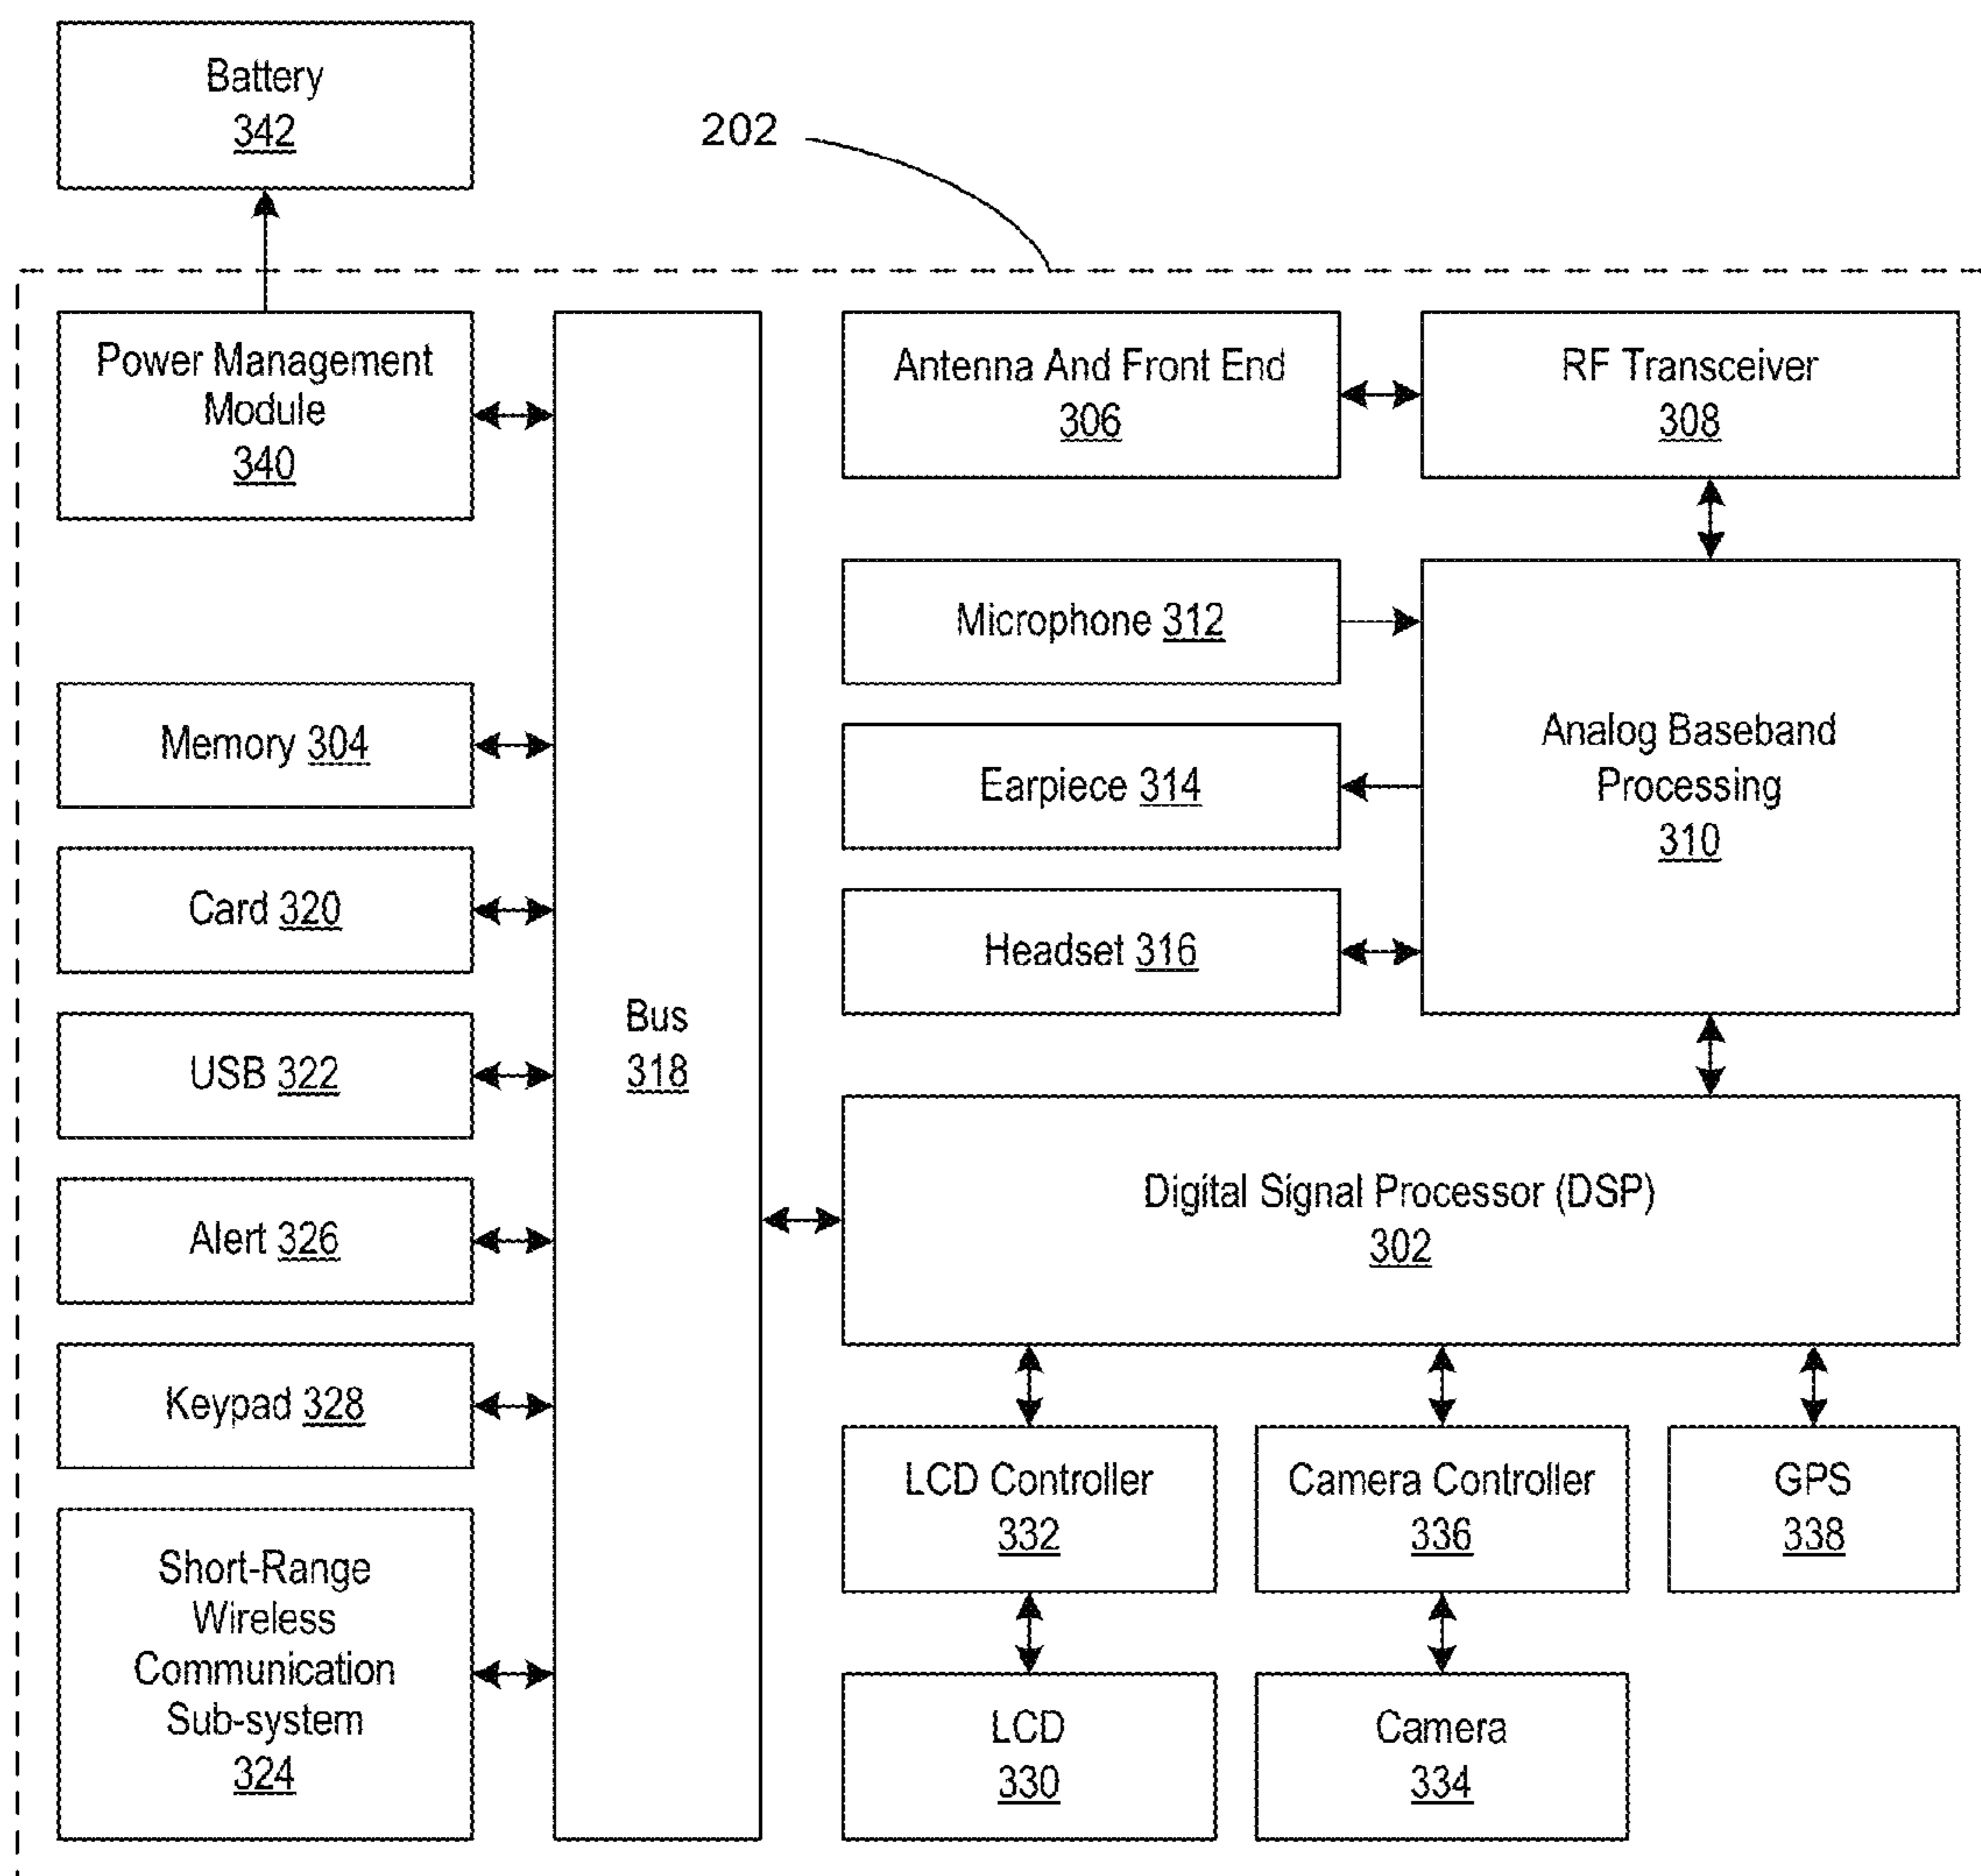 Battery
342
202
Power Management
Module
340
Antenna And Front End
306
RF Transceiver
308
Microphone 312
Memory 304
Earpiece 314
Analog Baseband
Processing
310
Card 320
Headset 316
USB 322
Bus
318
Alert 326
Digital Signal Processor (DSP)
302
Keypad 328
LCD Controller
332
Camera Controller
336
GPS
338
Short-Range
Wireless
Communication
Sub-system
324
LCD
330
Camera
334